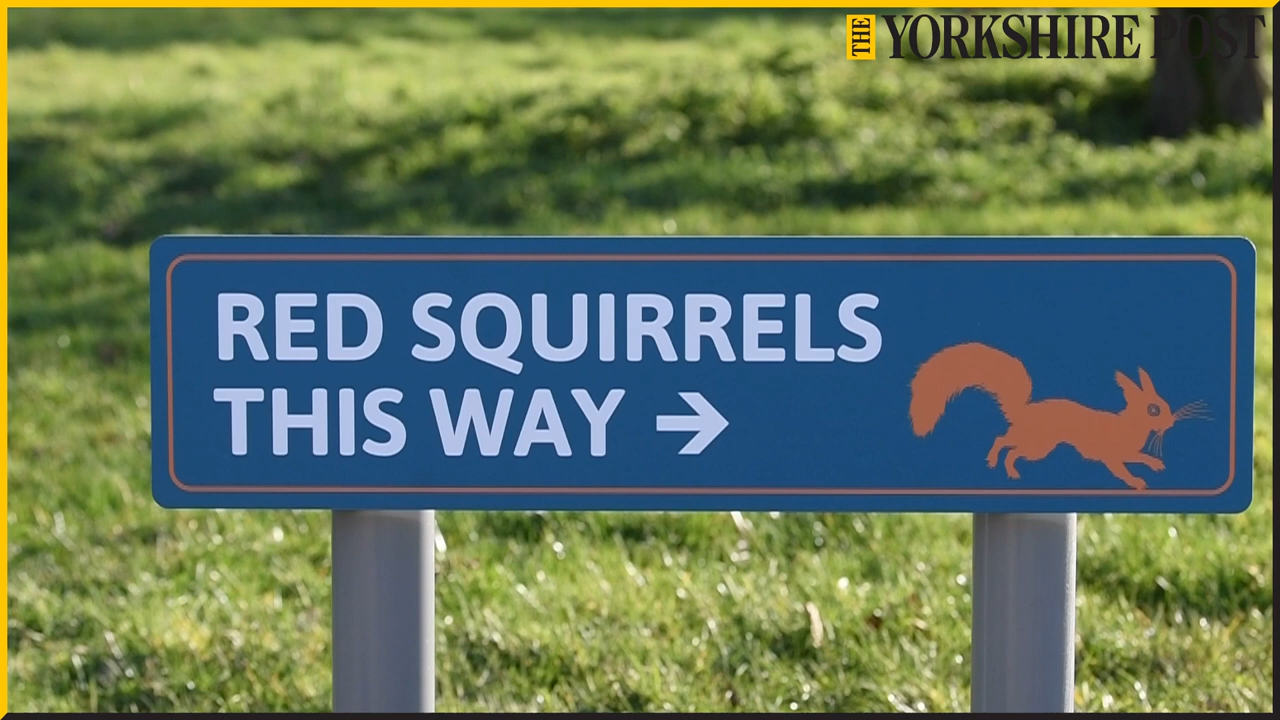 THE YORKSHIRE POST
RED SQUIRRELS
THIS WAY →